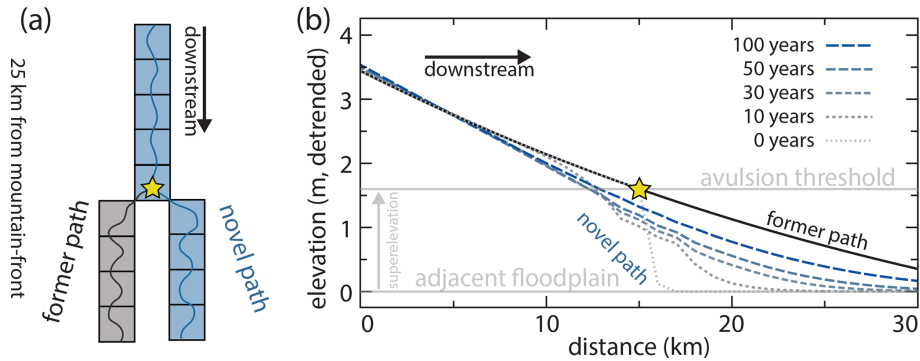 (a)
25 km from mountain-front
downstream
former path
novel path
(b)
elevation (m, detrended)
4
3
2
1
0
downstream
100 years
50 years
30 years
10 years
0 years
avulsion threshold
superelevation
novel path
former path
adjacent floodplain
0
10
20
30
distance (km)